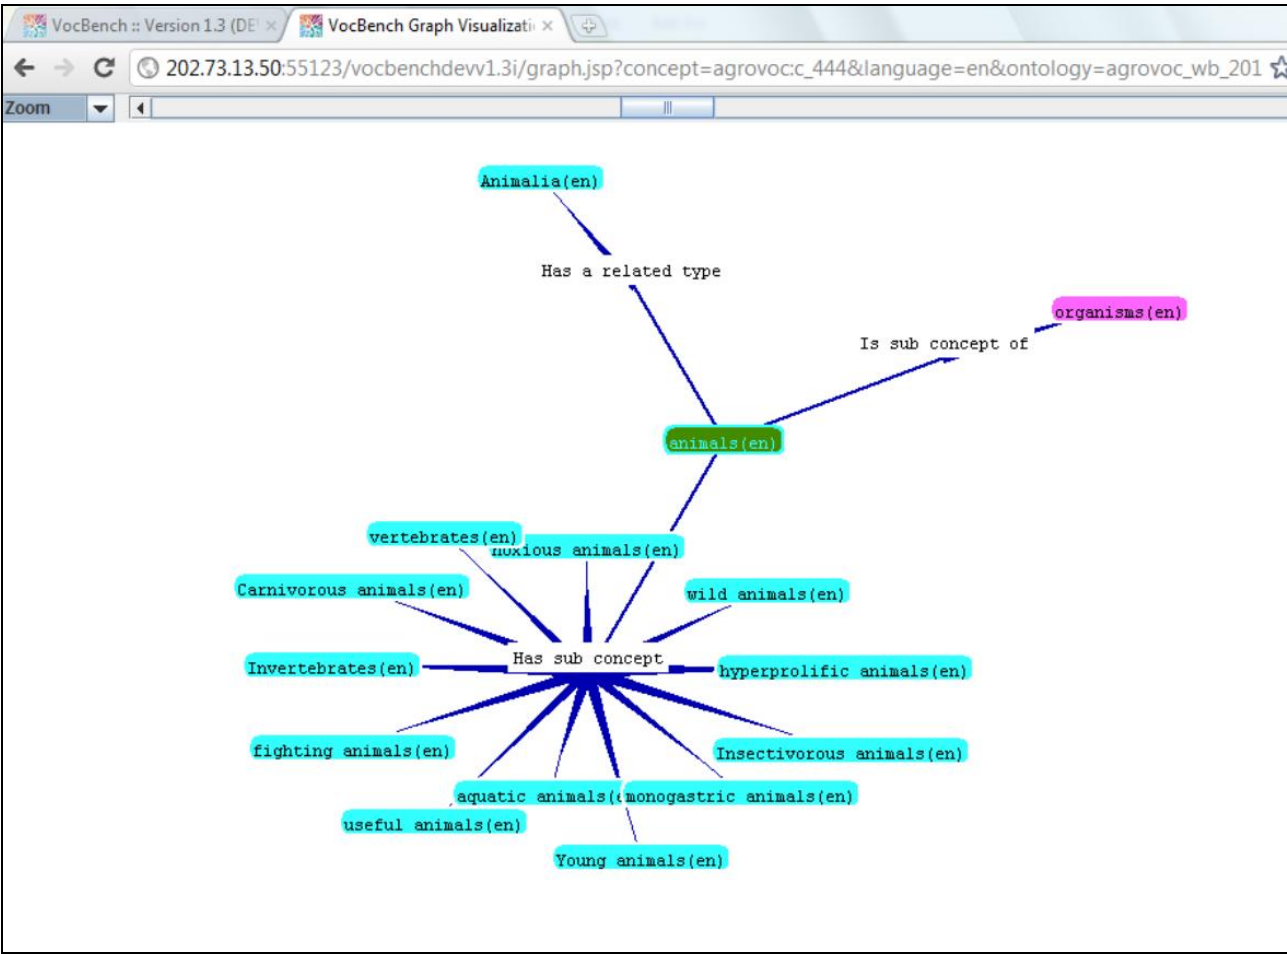 VocBench :: Version 1.3 (DE
VocBench Graph Visualizati
202.73.13.50:55123/vocbenchdevv1.3i/graph.jsp?concept=agrovoc:c_444&language=en&ontology=agrovoc_wb_201
Zoom
Animalia(en)
Has a related type
organisms(en)
Is sub concept of
animals(en)
vertebrates(en)
noxious animals(en)
Carnivorous animals(en)
wild animals(en)
Has sub concept
Invertebrates(en)
hyperprolific animals(en)
fighting animals(en)
Insectivorous animals(en)
aquatic animals(e
monogastric animals(en)
useful animals(en)
Young animals(en)